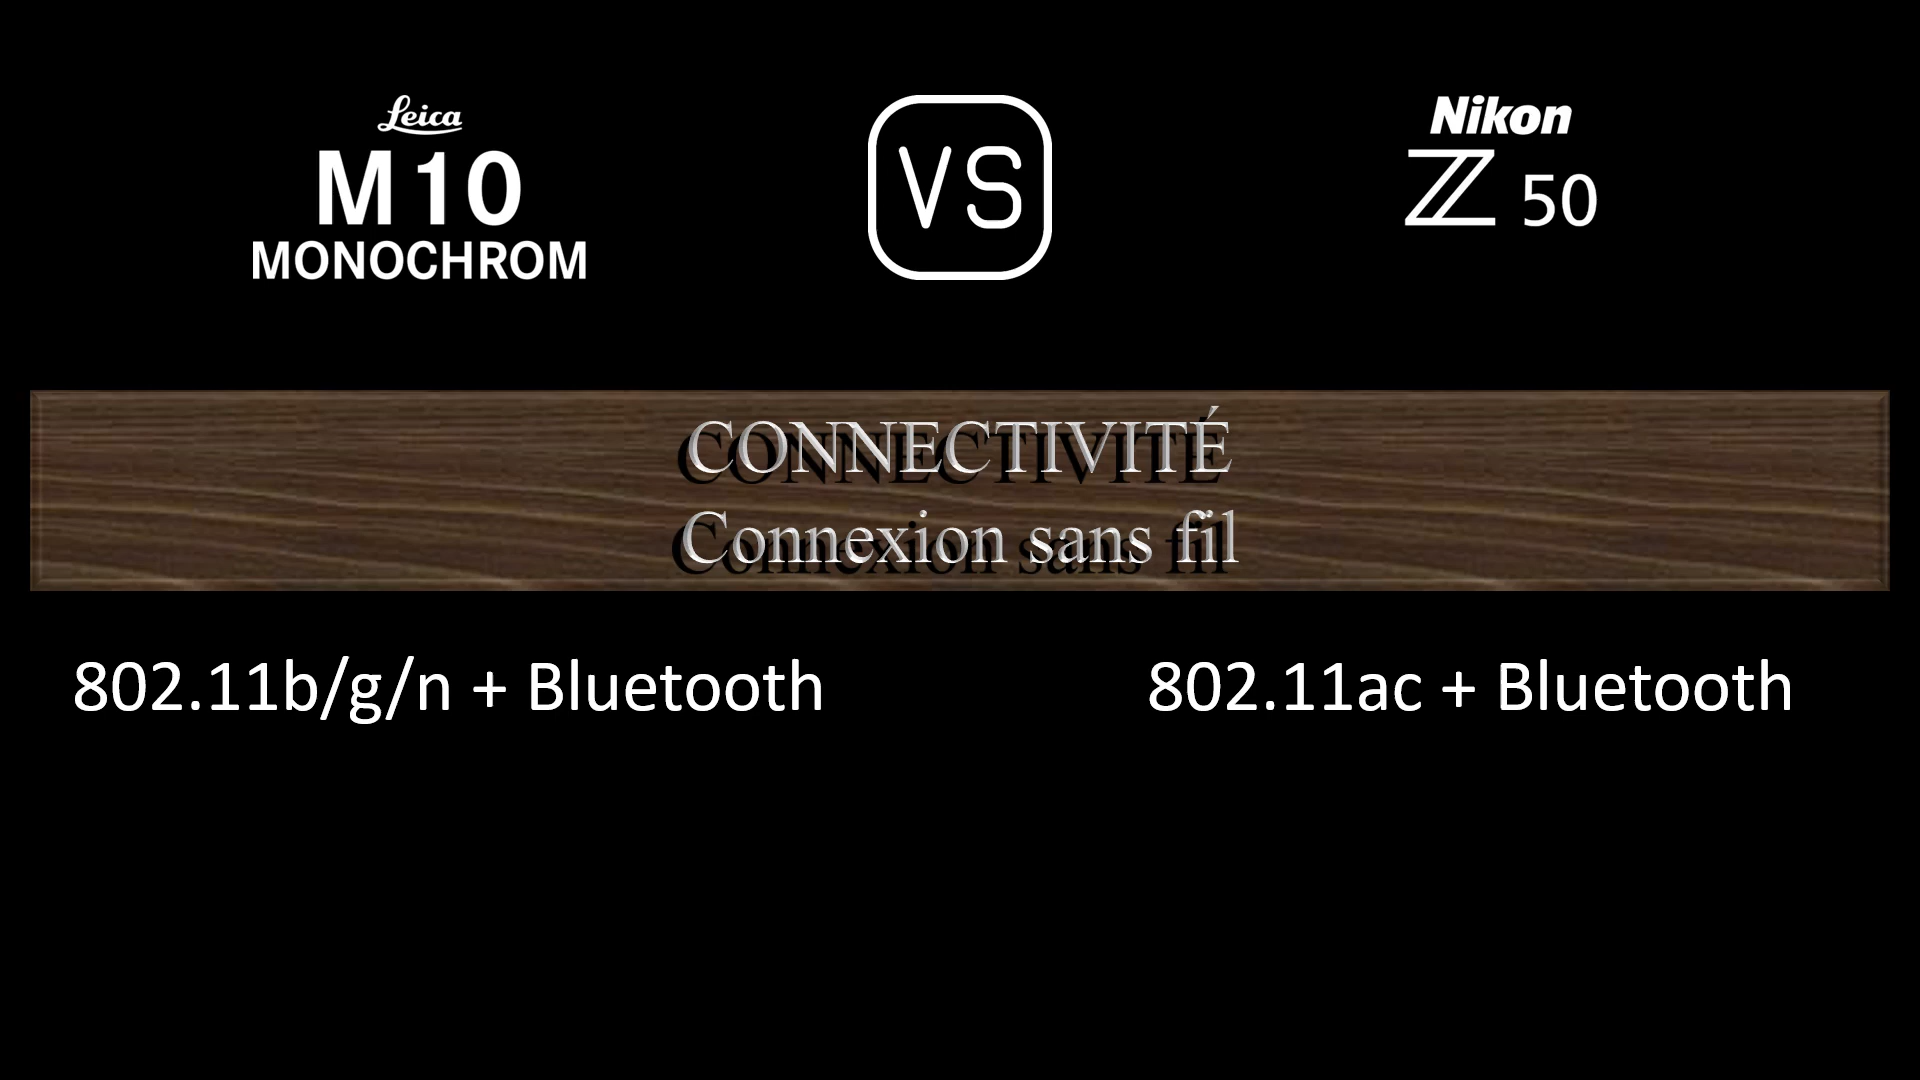 Leica
M10
MONOCHROM
VS
Nikon
Z 50
CONNECTIVITÉ
Connexion sans fil
802.11b/g/n + Bluetooth
802.11ac + Bluetooth